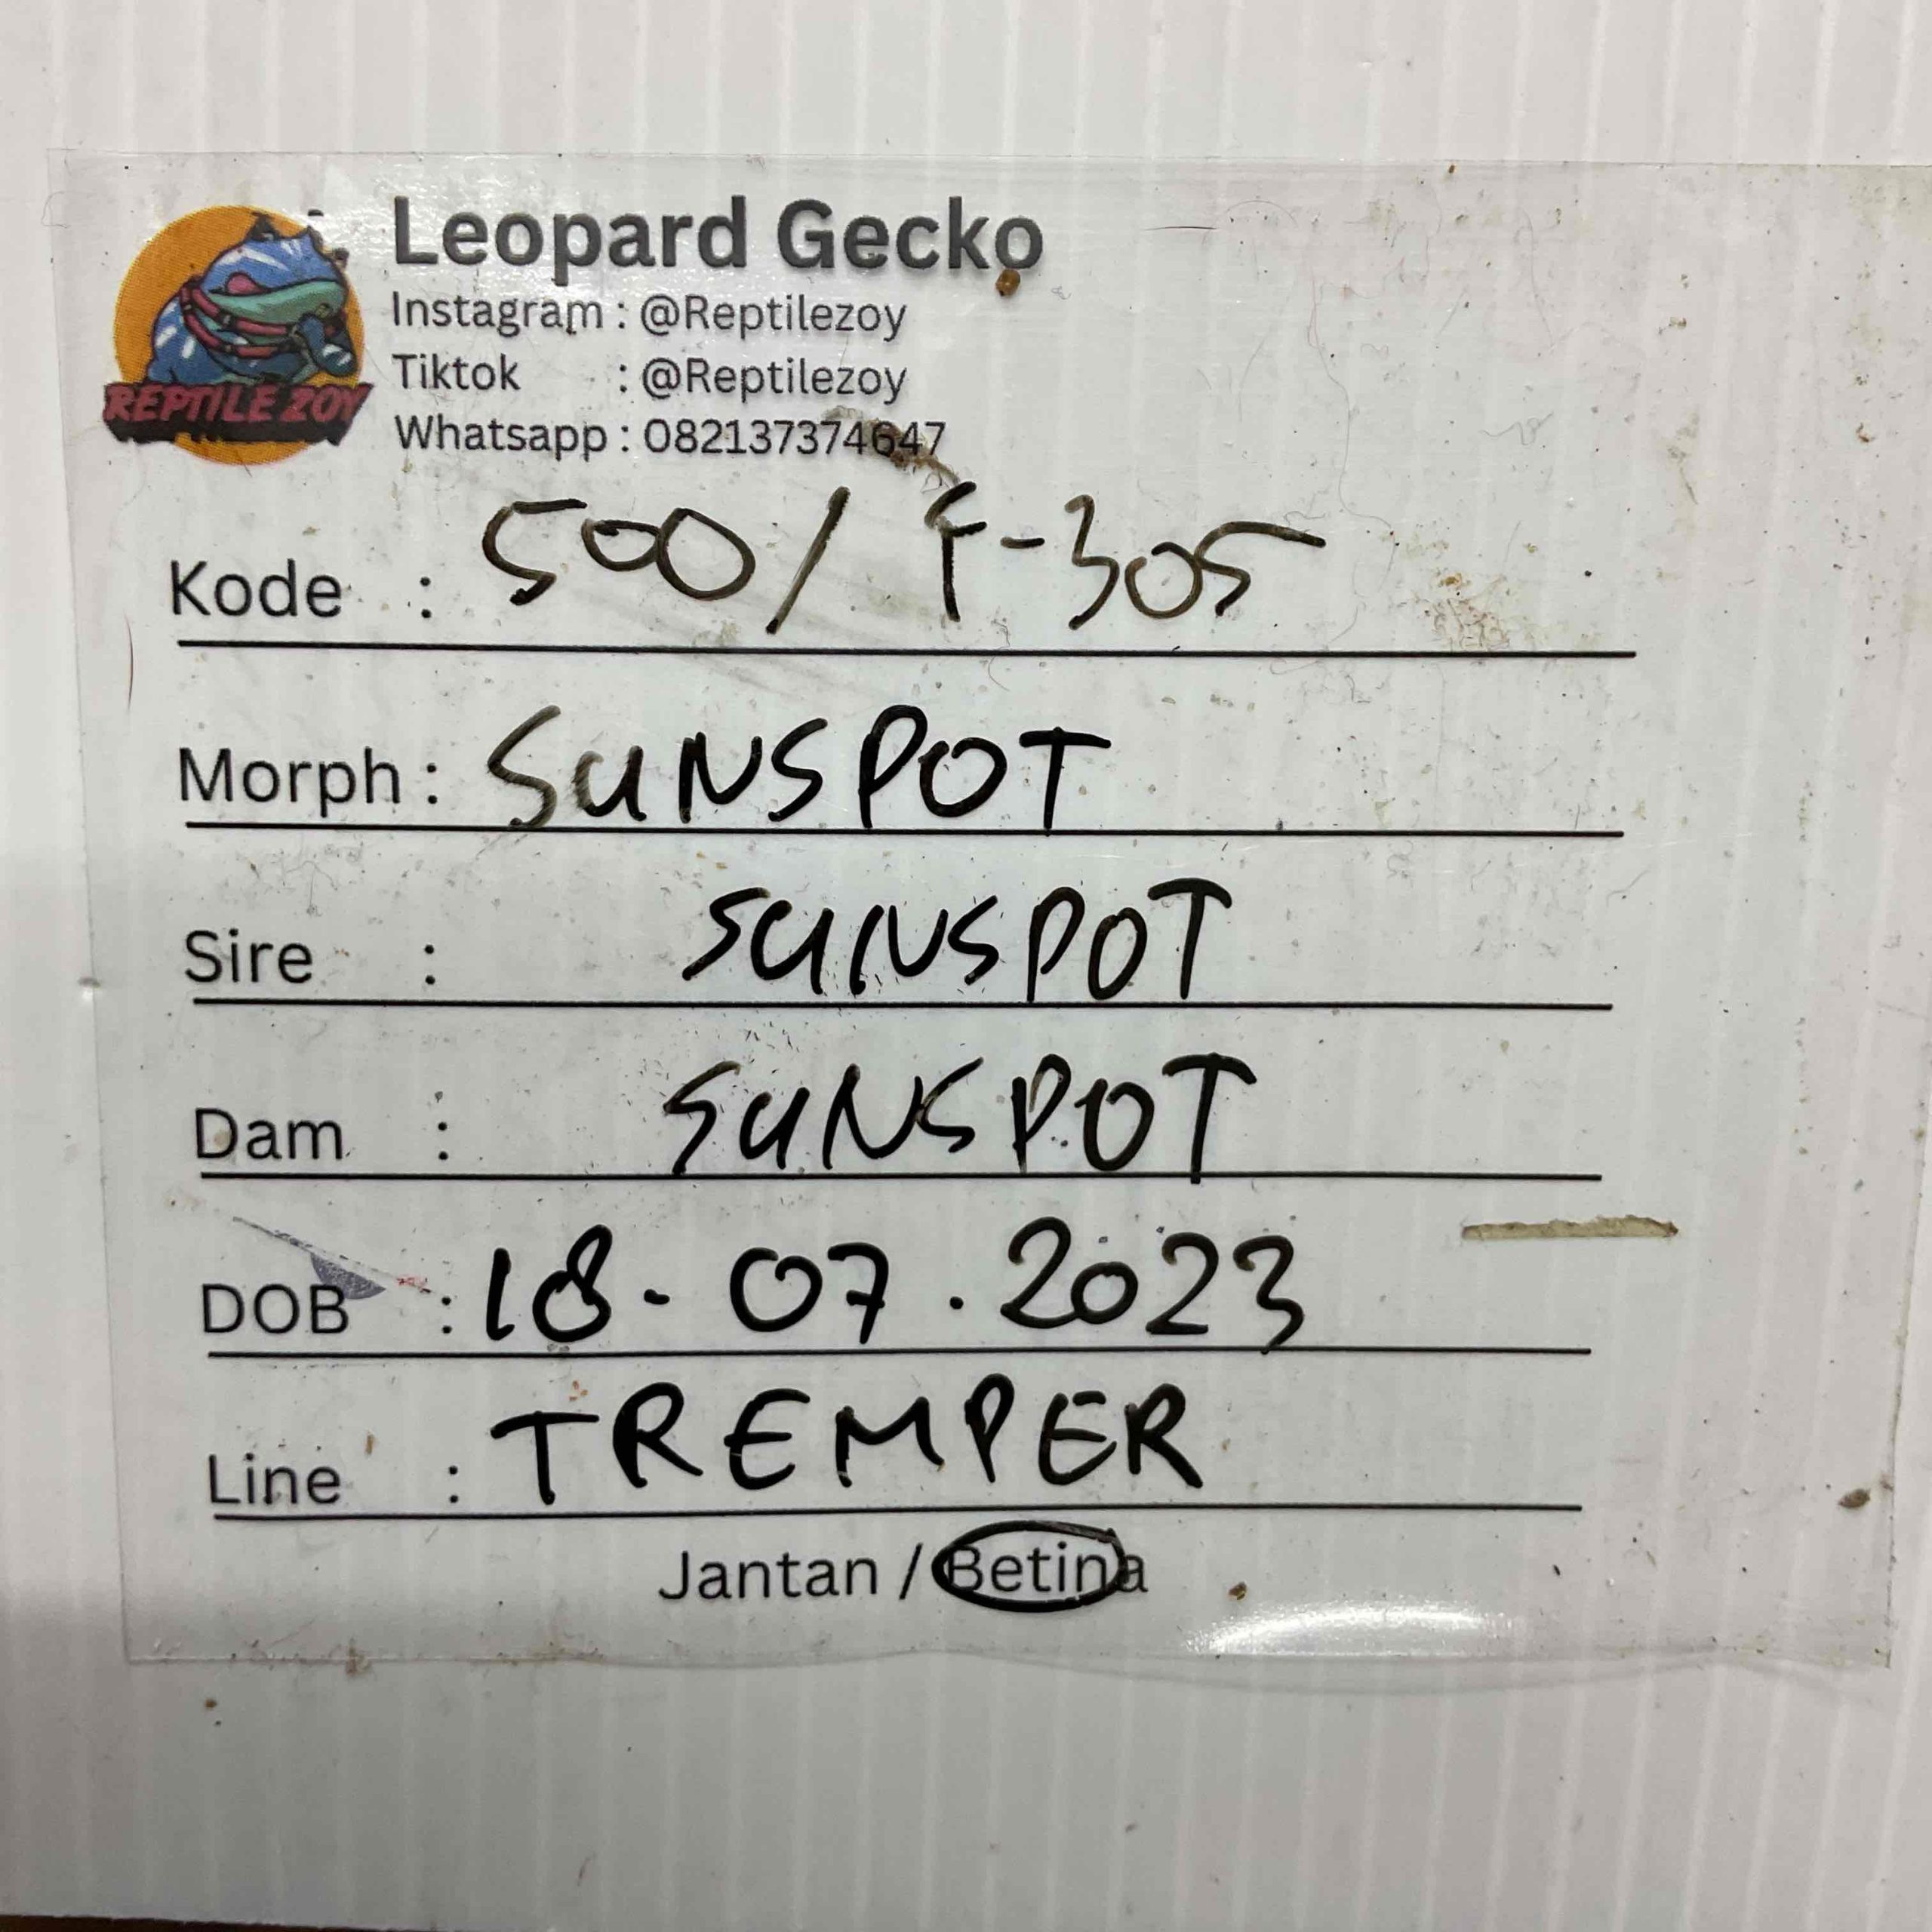 Leopard Gecko
Instagram : @Reptilezoy
Tiktok : @Reptilezoy
REPTILE ZOY
Whatsapp : 082137374647
Kode : 500/ F-305
Morph : SUNSPOT
Sire : SUNSPOT
Dam : SUNSPOT
DOB : 18-07.2023
Line : TREMPER
Jantan / Betina